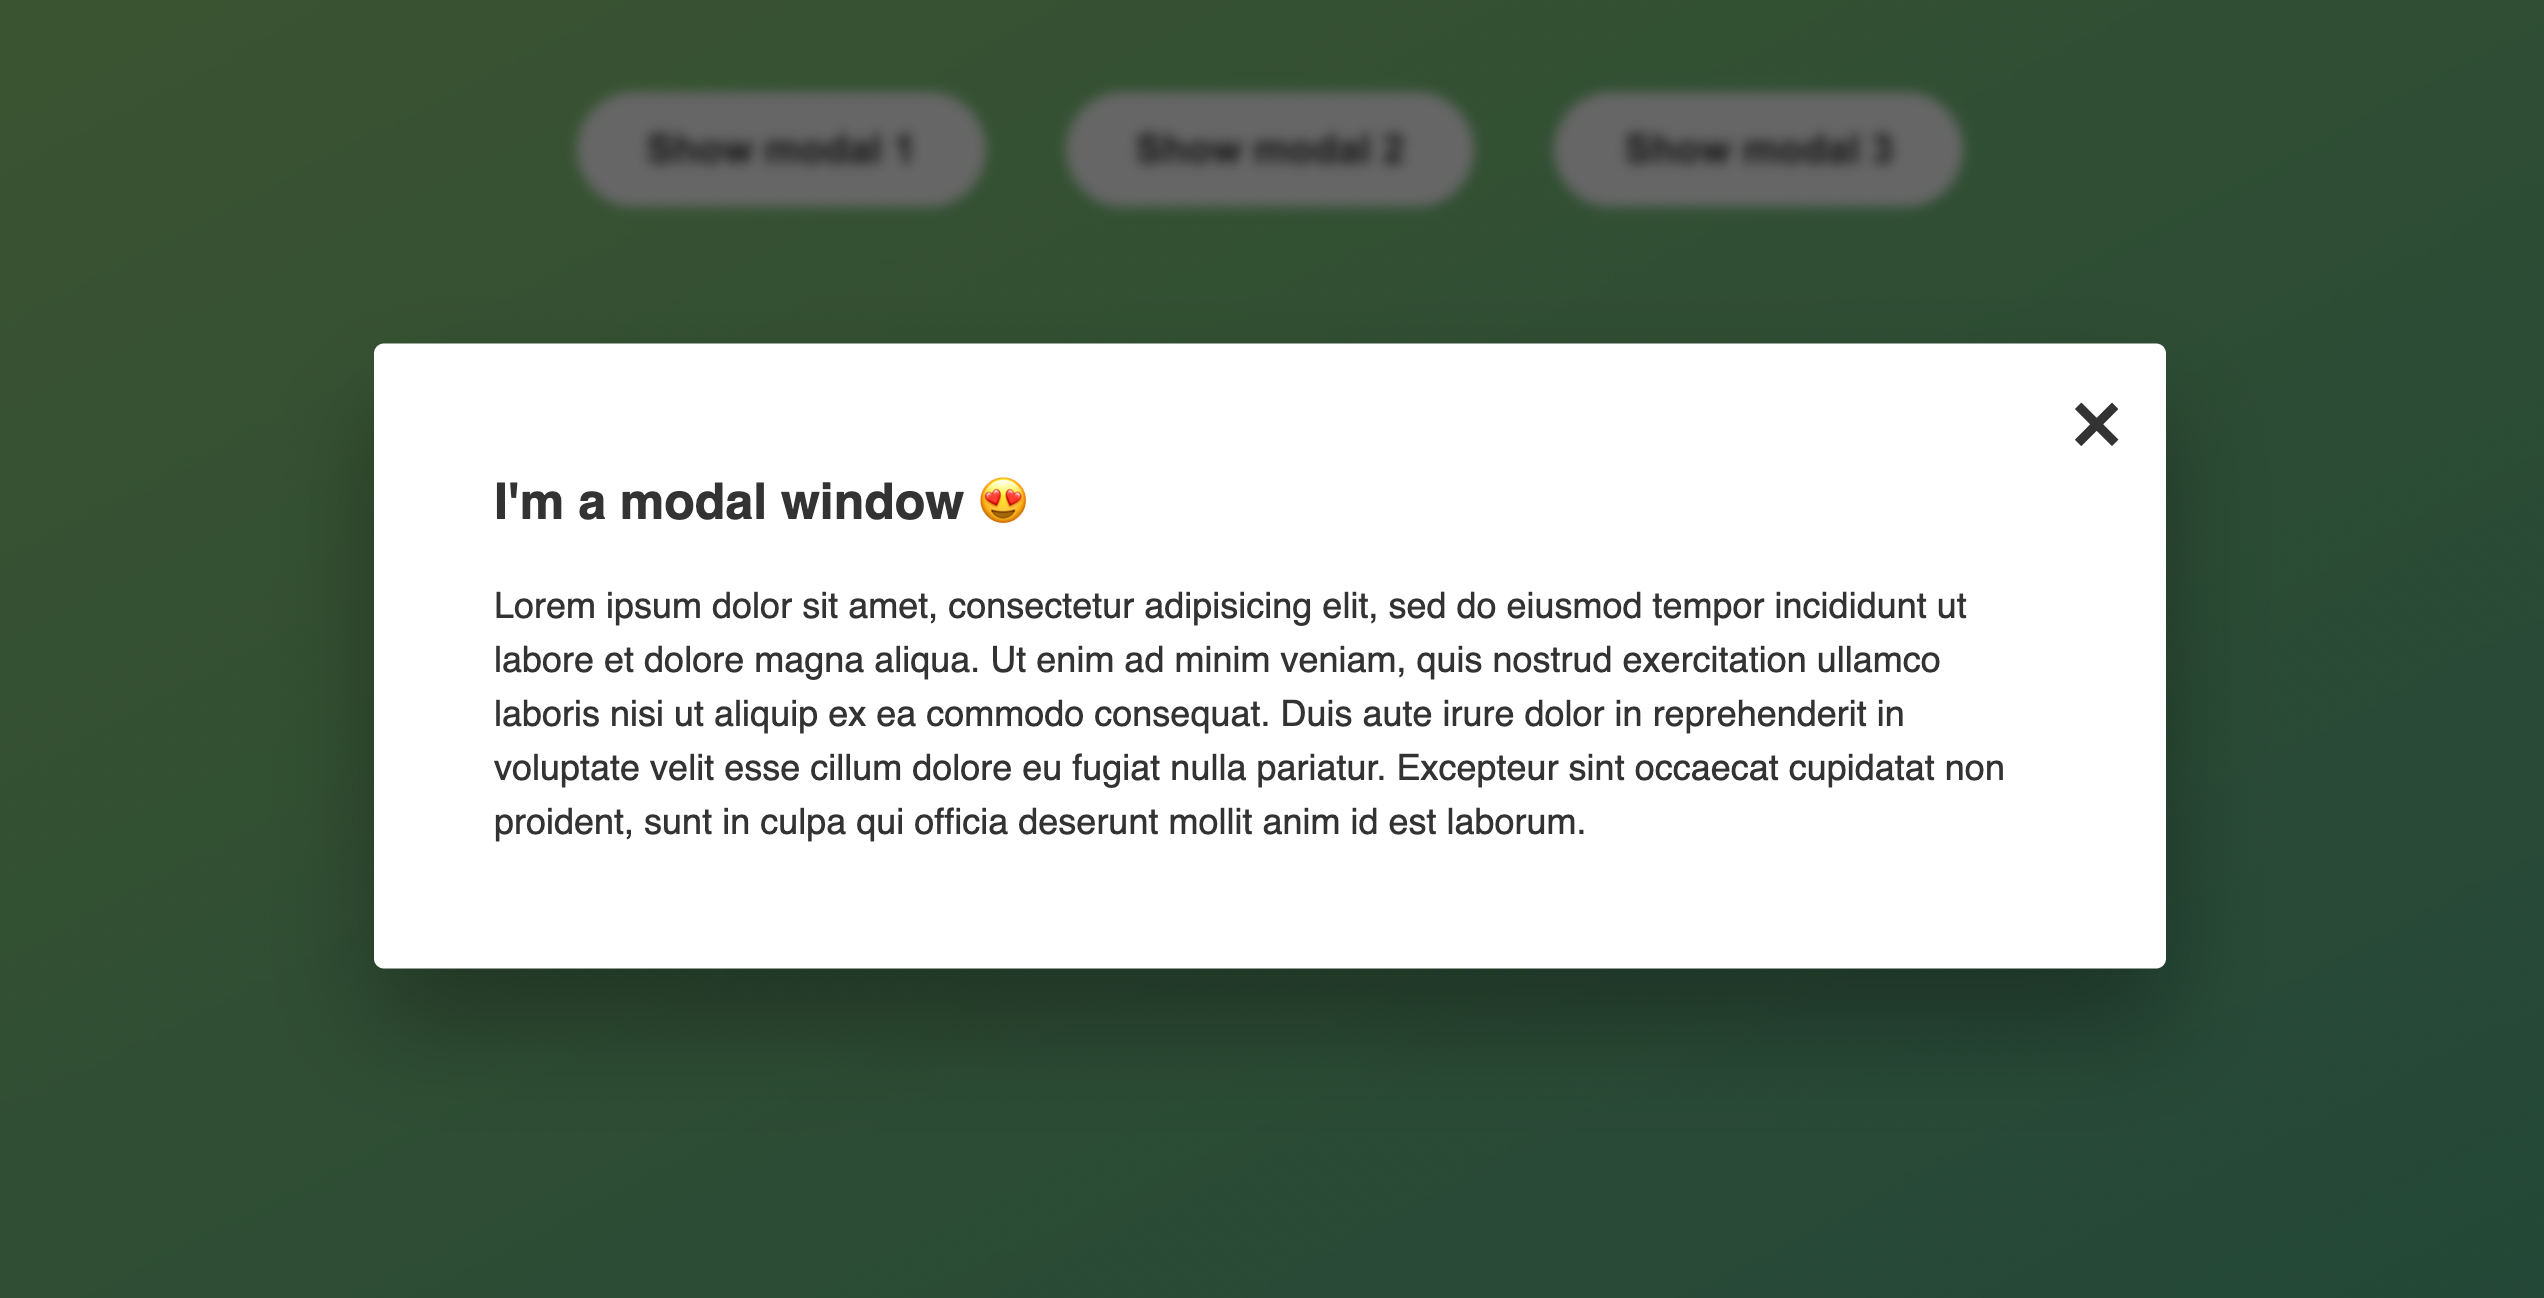 Show modal 1
Show modal 2
Show modal 3
×
I'm a modal window 😍
Lorem ipsum dolor sit amet, consectetur adipisicing elit, sed do eiusmod tempor incididunt ut
labore et dolore magna aliqua. Ut enim ad minim veniam, quis nostrud exercitation ullamco
laboris nisi ut aliquip ex ea commodo consequat. Duis aute irure dolor in reprehenderit in
voluptate velit esse cillum dolore eu fugiat nulla pariatur. Excepteur sint occaecat cupidatat non
proident, sunt in culpa qui officia deserunt mollit anim id est laborum.